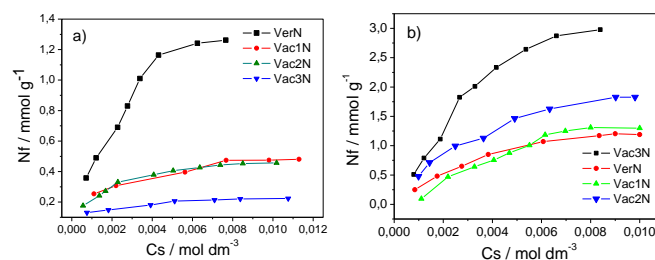 a)
VerN
Vac1N
Vac2N
Vac3N
1,4
1,2
1,0
0,8
0,6
0,4
0,2
Nf / mmol g-1
0,000 0,002 0,004 0,006 0,008 0,010 0,012
Cs / mol dm-3
b)
3,0
2,5
2,0
1,5
1,0
0,5
0,0
Nf / mmol g-1
Vac3N
VerN
Vac1N
Vac2N
0,000 0,002 0,004 0,006 0,008 0,010
Cs / mol dm-3